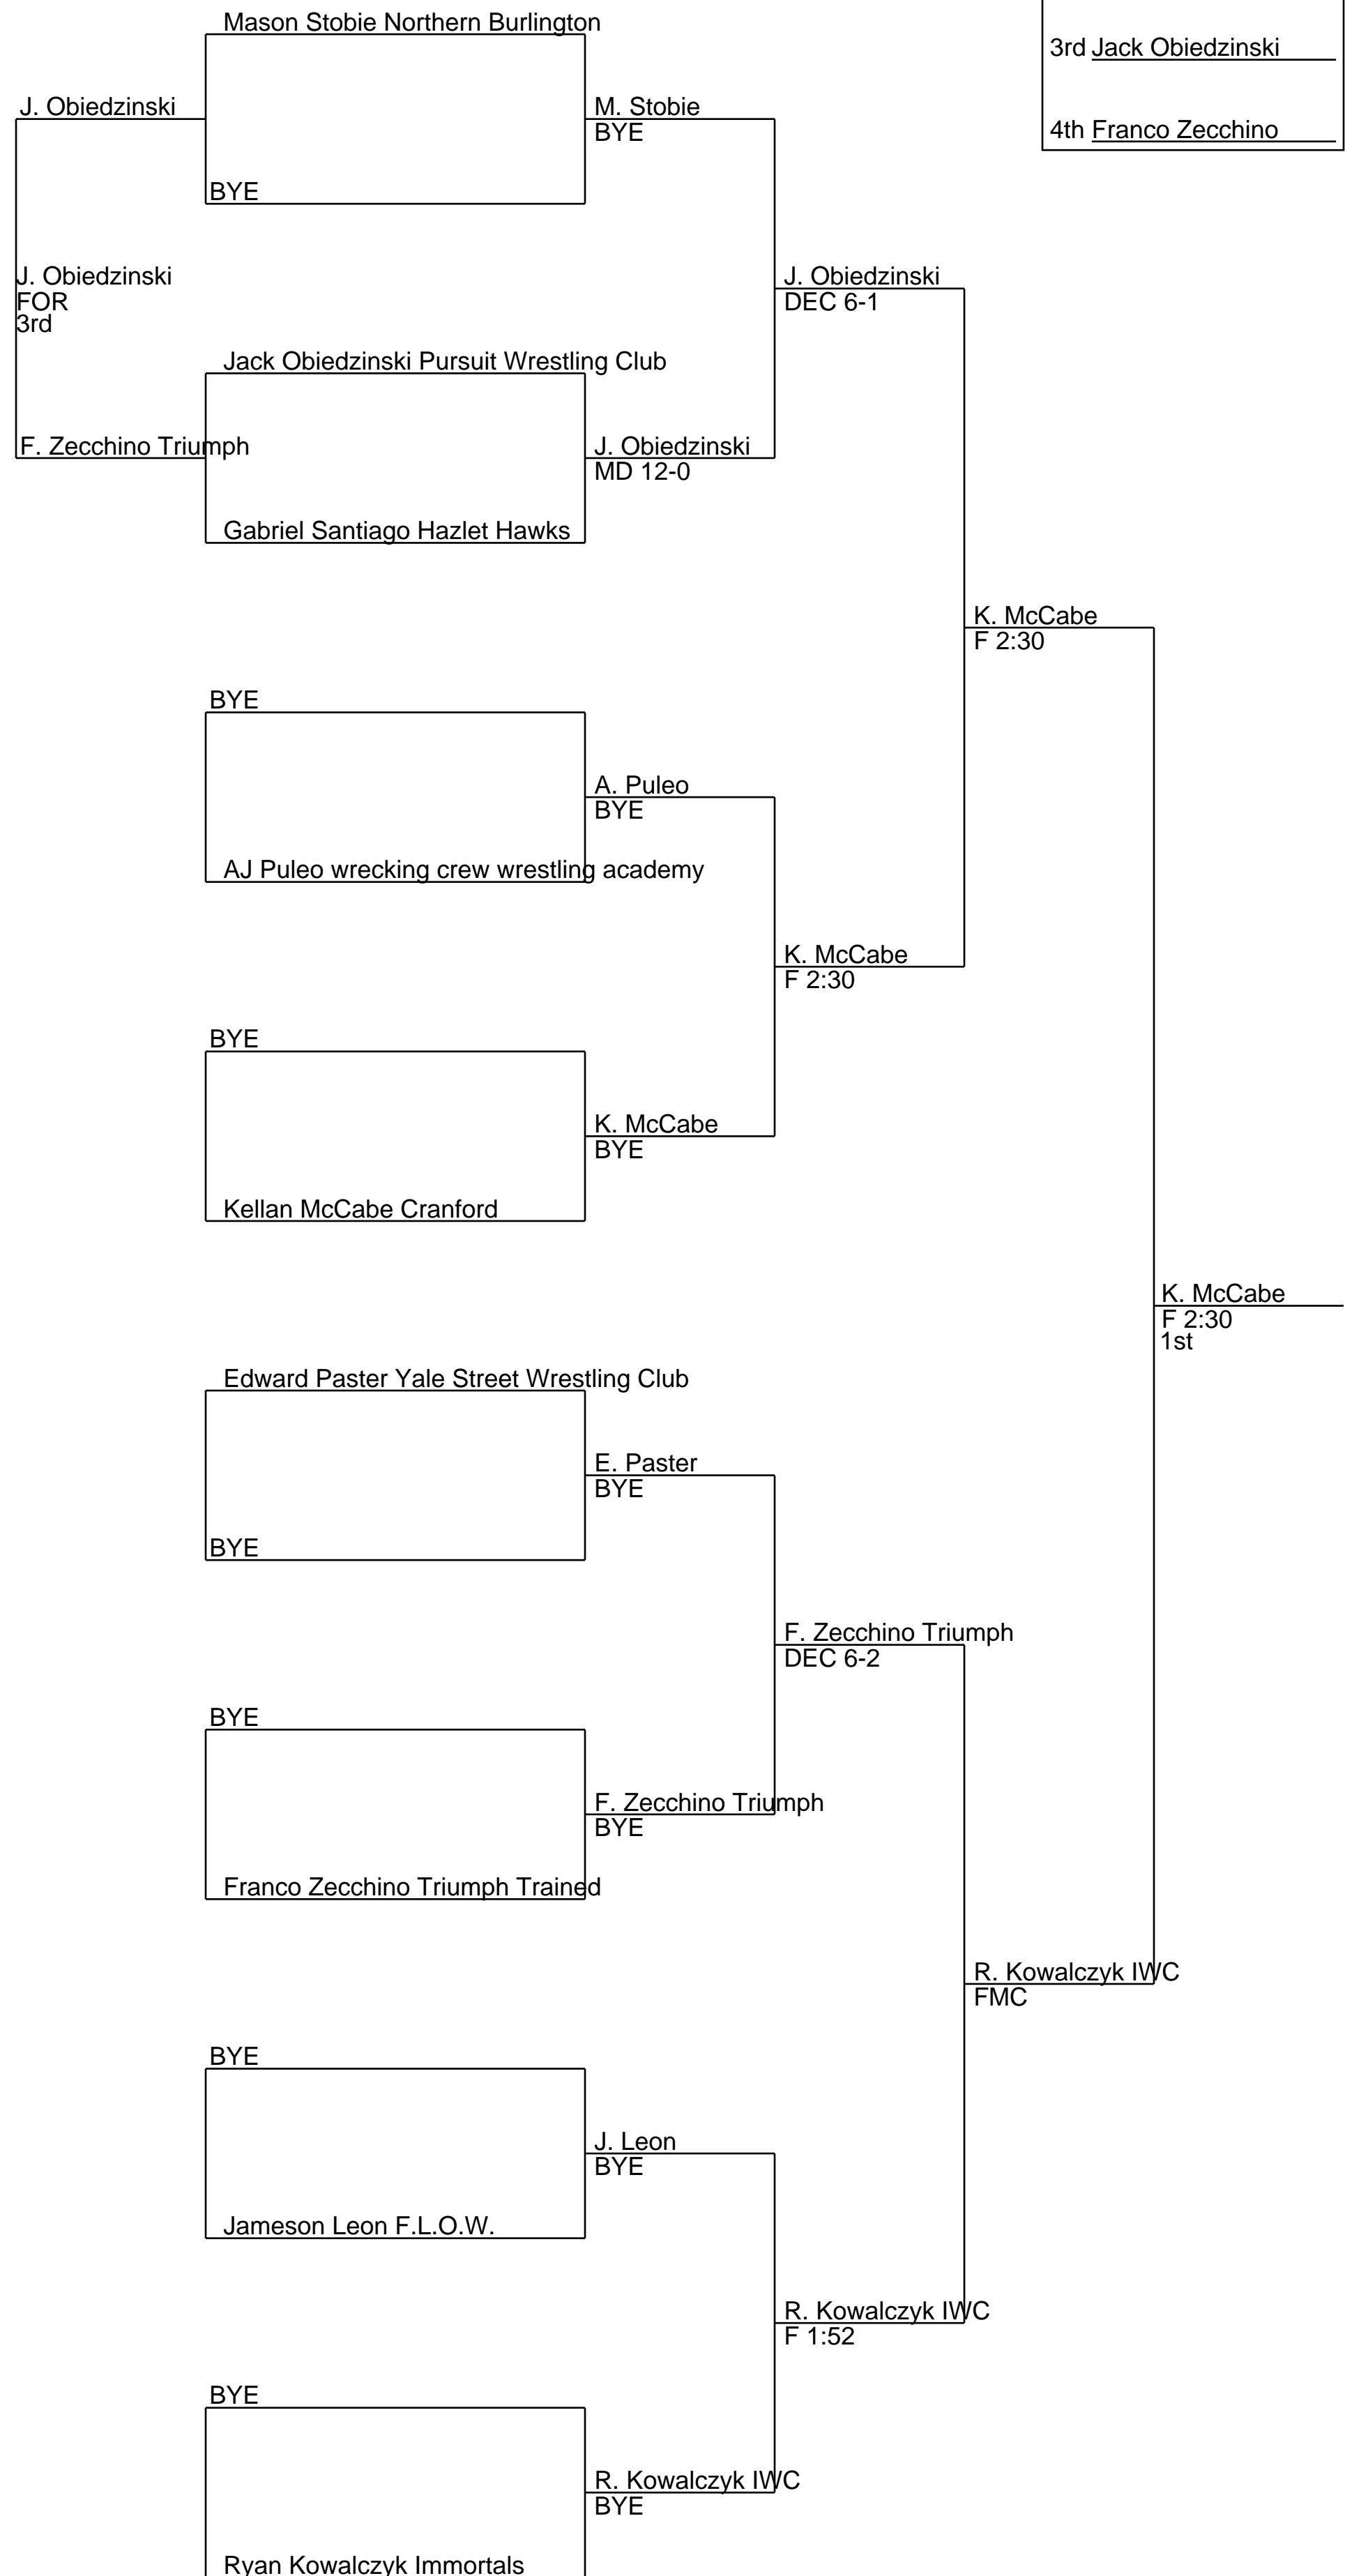 Mason Stobie Northern Burlington
3rd Jack Obiedzinski
J. Obiedzinski
M. Stobie
BYE
4th Franco Zecchino
BYE
J. Obiedzinski
FOR
3rd
J. Obiedzinski
DEC 6-1
Jack Obiedzinski Pursuit Wrestling Club
F. Zecchino Triumph
J. Obiedzinski
MD 12-0
Gabriel Santiago Hazlet Hawks
K. McCabe
F 2:30
BYE
A. Puleo
BYE
AJ Puleo wrecking crew wrestling academy
K. McCabe
F 2:30
BYE
K. McCabe
BYE
Kellan McCabe Cranford
K. McCabe
F 2:30
1st
Edward Paster Yale Street Wrestling Club
E. Paster
BYE
BYE
F. Zecchino Triumph
DEC 6-2
BYE
F. Zecchino Triumph
BYE
Franco Zecchino Triumph Trained
R. Kowalczyk IWC
FMC
BYE
J. Leon
BYE
Jameson Leon F.L.O.W.
R. Kowalczyk IWC
F 1:52
BYE
R. Kowalczyk IWC
BYE
Ryan Kowalczyk Immortals